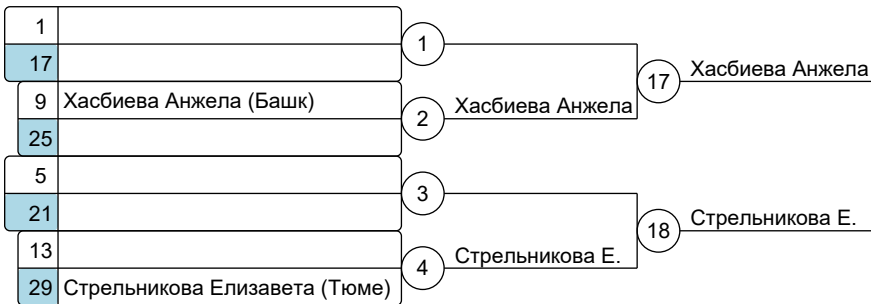 1
1
17
17 Хасбиева Анжела
9 Хасбиева Анжела (Башк)
2 Хасбиева Анжела
25
5
3
21
18 Стрельникова Е.
13
4 Стрельникова Е.
29 Стрельникова Елизавета (Тюме)